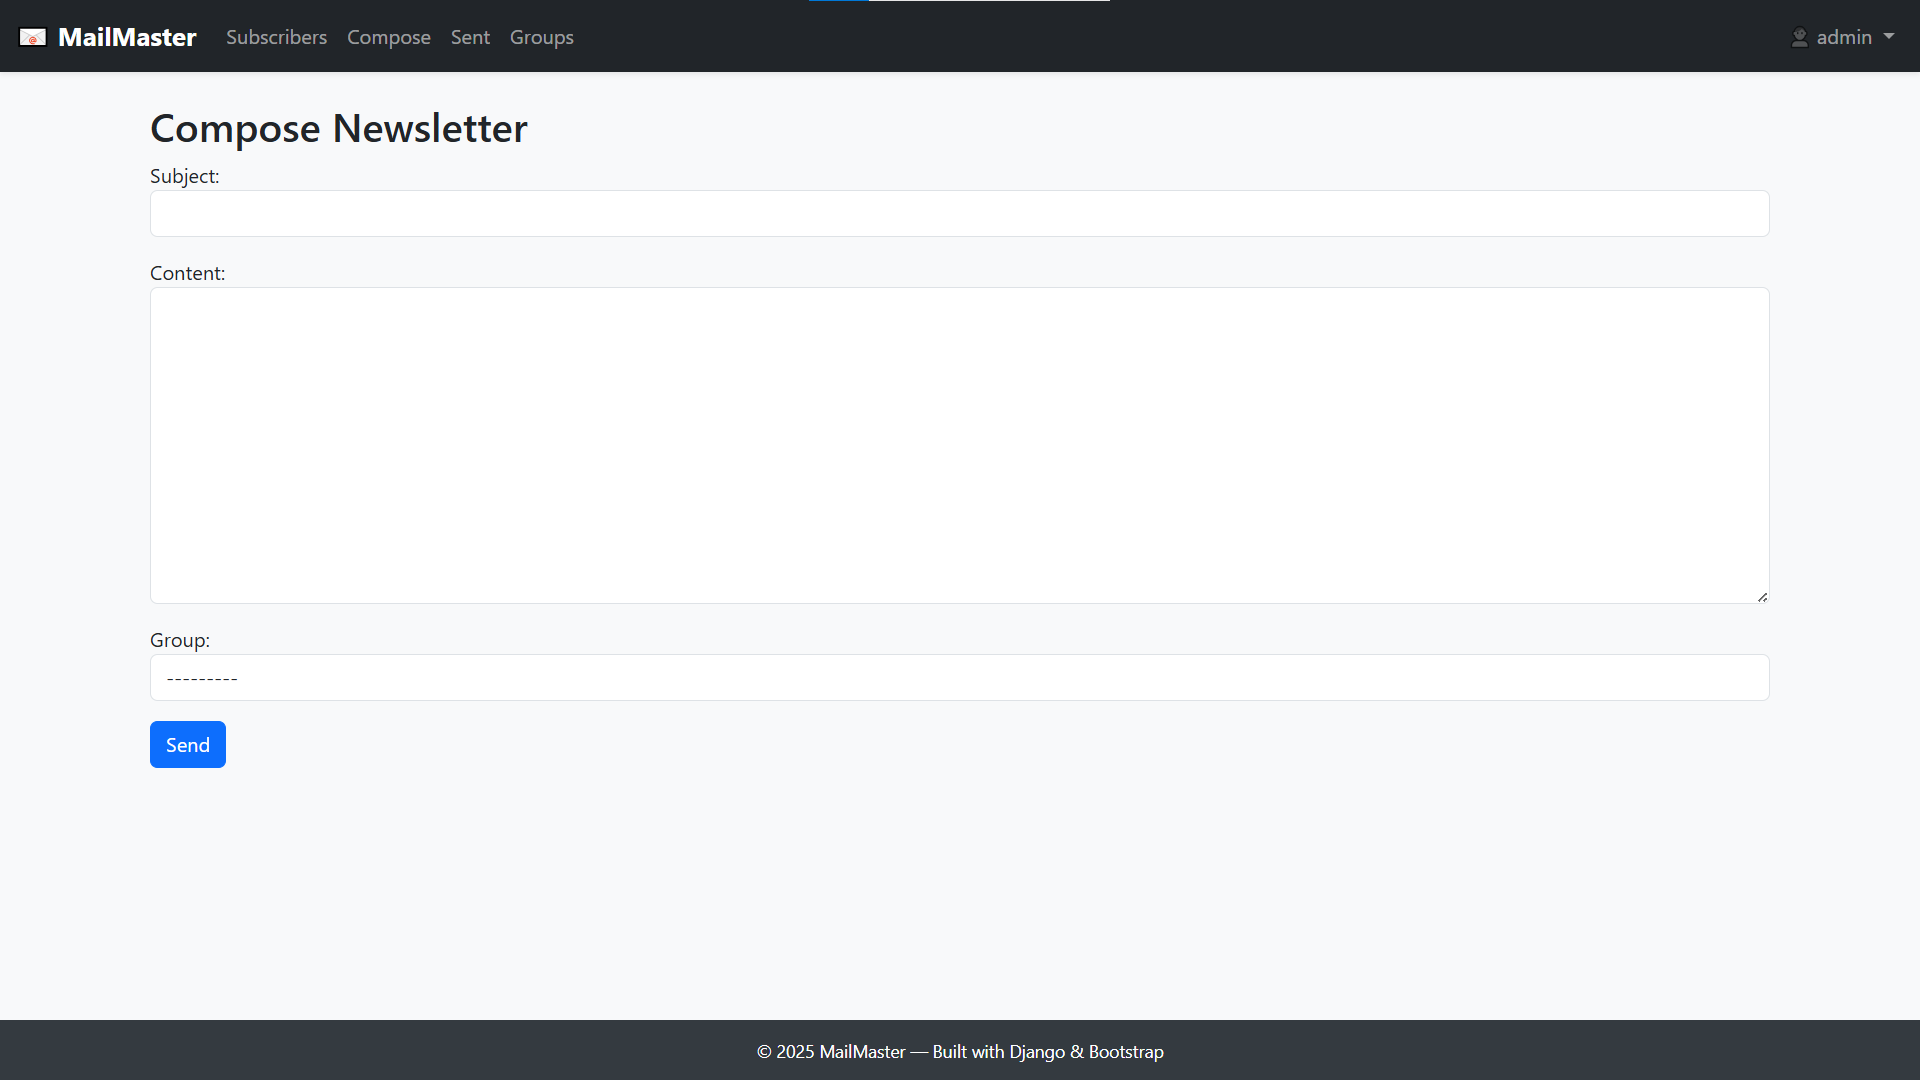 MailMaster Subscribers Compose Sent Groups admin
Compose Newsletter
Subject:
Content:
Group:
---------
Send
© 2025 MailMaster — Built with Django & Bootstrap